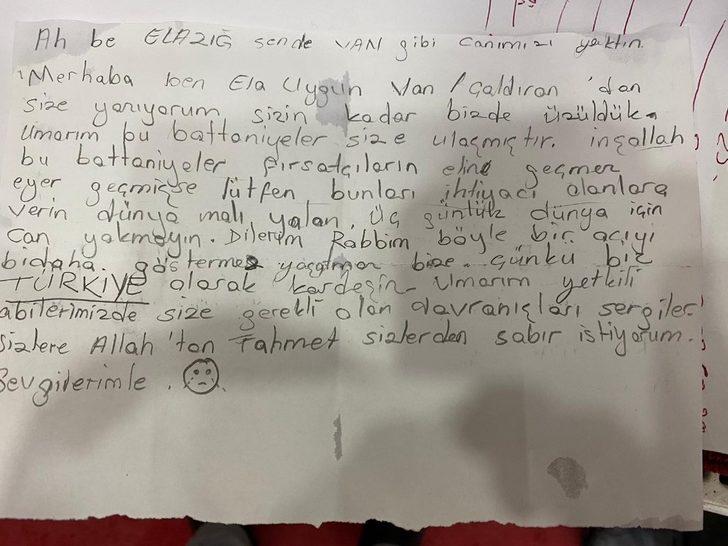 Ah be ELAZIĞ sende VAN gibi canımızı yaktın.
Merhaba ben Ela Uygun Van / Çaldıran 'dan
size yazıyorum sizin kadar bizde üzüldük.
Umarım bu battaniyeler size ulaşmıştır. inşallah
bu battaniyeler fırsatçıların eline geçmez
eyer geçmişse lütfen bunları ihtiyacı olanlara
verin dünya malı yalan. Üç günlük dünya için
can yakmayın. Dilerim Rabbim böyle bir acıyı
bidaha göstermez yaşatmaz bize. Çünkü biz
TÜRKİYE olarak kardeşiz. Umarım yetkili
abilerimizde size gerekli olan davranışları sergiler.
Sizlere Allah'tan rahmet sizlerden sabır istiyorum.
Sevgilerimle.